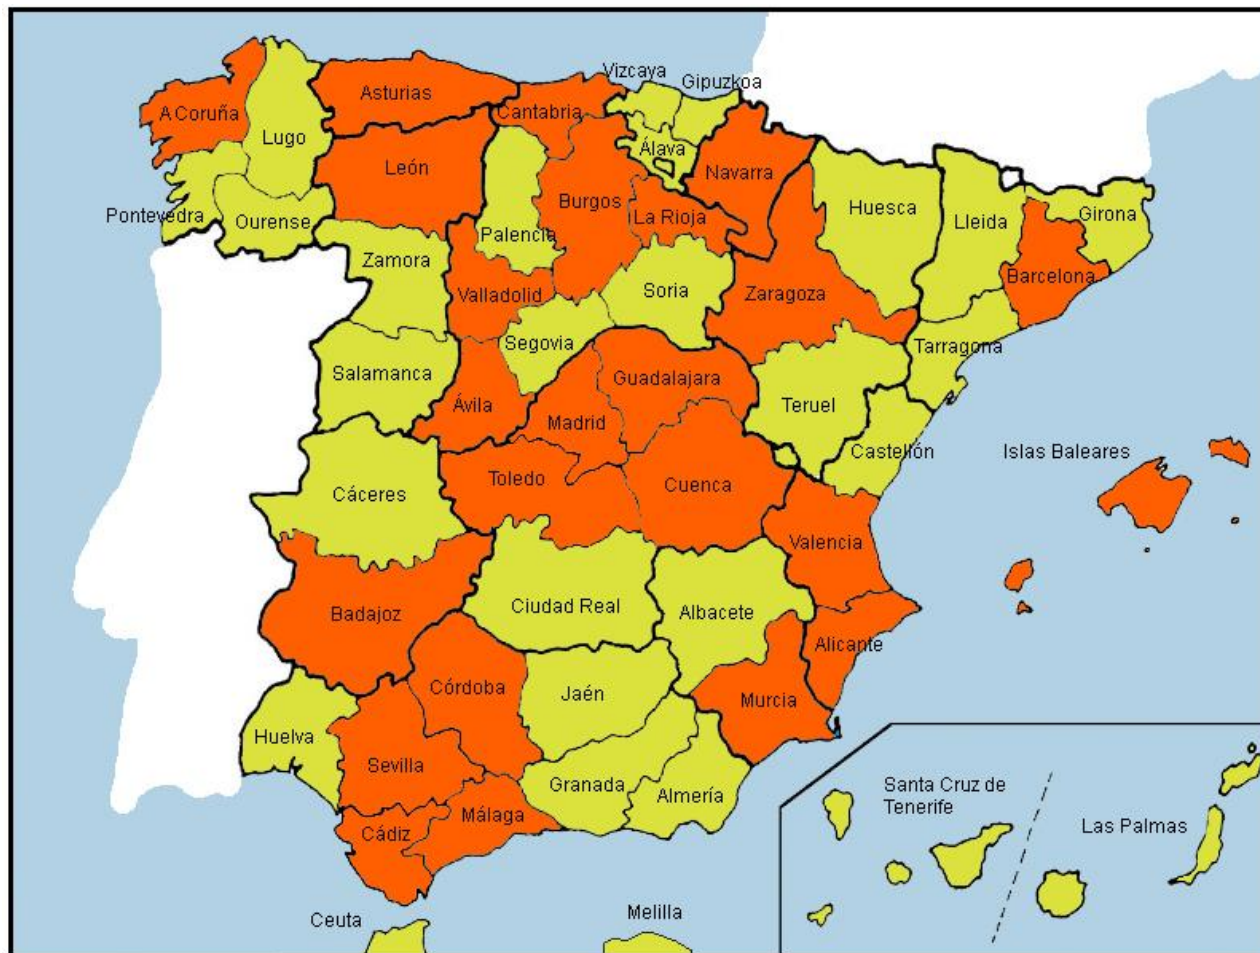 Vizcaya
Gipuzkoa
Asturias
A Coruña
Cantabria
Lugo
Álava
León
Navarra
Burgos
Huesca
La Rioja
Lleida
Girona
Pontevedra
Ourense
Palencia
Zamora
Barcelona
Valladolid
Soria
Zaragoza
Segovia
Tarragona
Salamanca
Guadalajara
Ávila
Teruel
Madrid
Castellón
Islas Baleares
Toledo
Cuenca
Cáceres
Valencia
Ciudad Real
Albacete
Badajoz
Alicante
Córdoba
Jaén
Murcia
Huelva
Sevilla
Granada
Almería
Santa Cruz de
Tenerife
Málaga
Las Palmas
Cádiz
Ceuta
Melilla